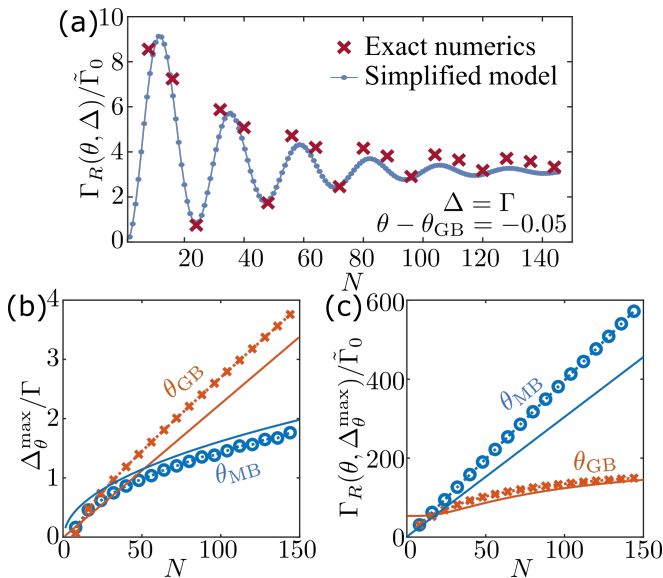 (a)
Γ_R(θ, Δ)/Γ̃_0
10
8
6
4
2
0
Exact numerics
Simplified model
Δ = Γ
θ − θ_GB = −0.05
20 40 60 80 100 120 140
N
(b)
Δ_θ^max/Γ
4
3
2
1
0
θ_GB
θ_MB
0 50 100 150
N
(c)
Γ_R(θ, Δ_θ^max)/Γ̃_0
600
400
200
0
θ_MB
θ_GB
0 50 100 150
N